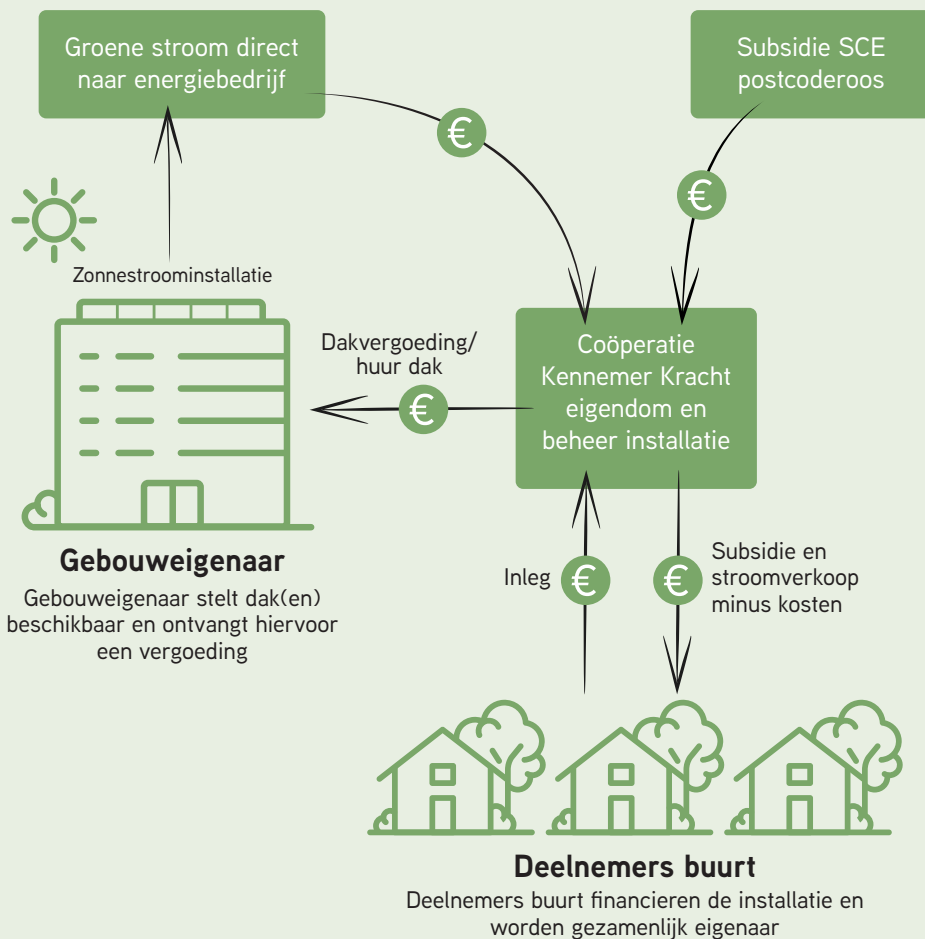 Groene stroom direct
naar energiebedrijf
Subsidie SCE
postcoderoos
€
€
Zonnestroominstallatie
Dakvergoeding/
huur dak
€
Coöperatie
Kennemer Kracht
eigendom en
beheer installatie
Gebouweigenaar
Gebouweigenaar stelt dak(en)
beschikbaar en ontvangt hiervoor
een vergoeding
Inleg
€
€
Subsidie en
stroomverkoop
minus kosten
Deelnemers buurt
Deelnemers buurt financieren de installatie en
worden gezamenlijk eigenaar